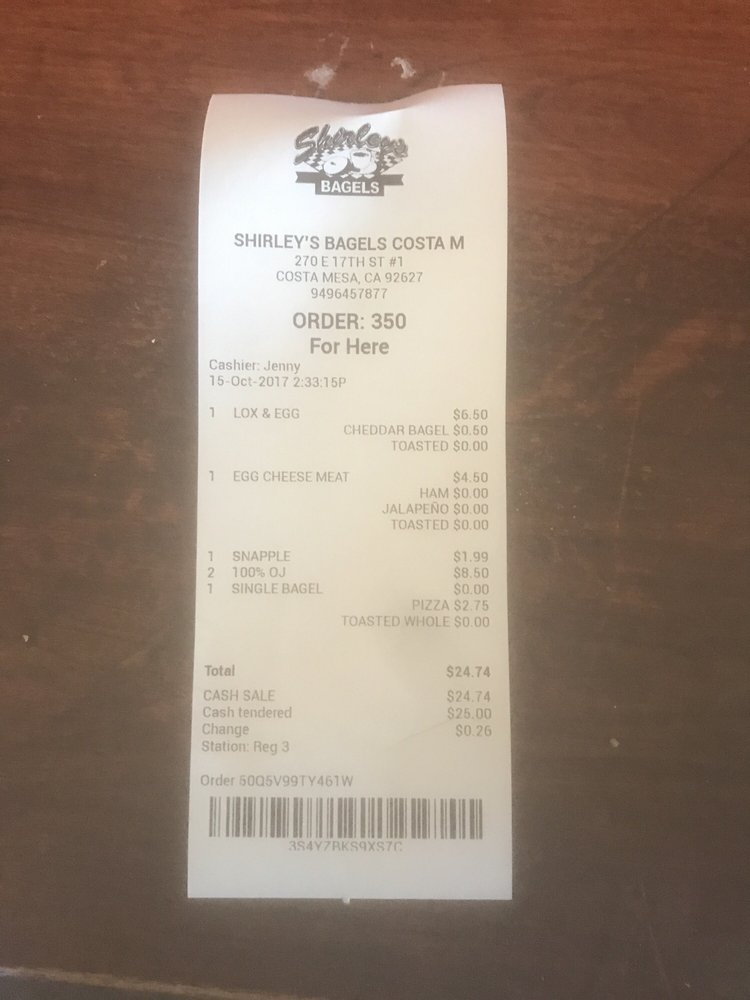 Shirley's
BAGELS
SHIRLEY'S BAGELS COSTA M
270 E 17TH ST #1
COSTA MESA, CA 92627
9496457877
ORDER: 350
For Here
Cashier: Jenny
15-Oct-2017 2:33:15P
1 LOX & EGG $6.50
CHEDDAR BAGEL $0.50
TOASTED $0.00
1 EGG CHEESE MEAT $4.50
HAM $0.00
JALAPEÑO $0.00
TOASTED $0.00
1 SNAPPLE $1.99
2 100% OJ $8.50
1 SINGLE BAGEL $0.00
PIZZA $2.75
TOASTED WHOLE $0.00
Total $24.74
CASH SALE $24.74
Cash tendered $25.00
Change $0.26
Station: Reg 3
Order 50Q5V99TY461W
3S4YZBKS9XS7C